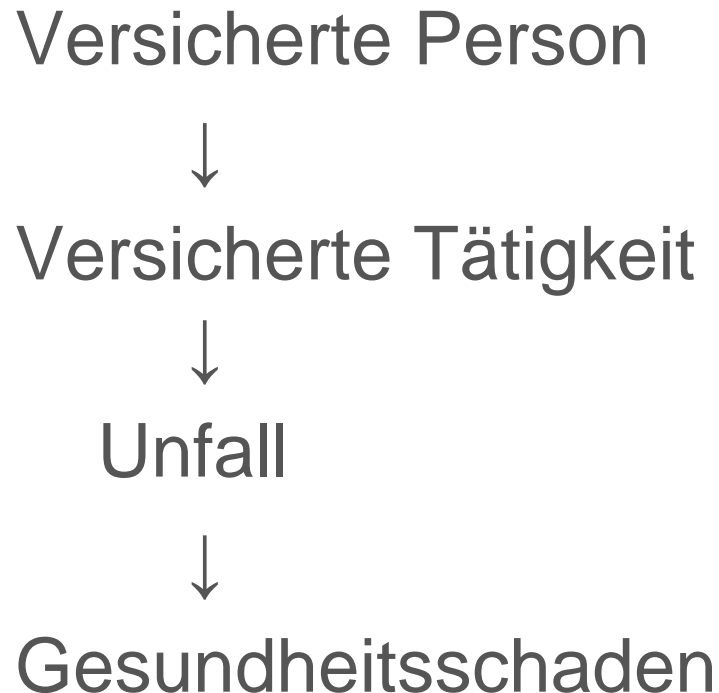 Versicherte Person
↓
Versicherte Tätigkeit
↓
Unfall
↓
Gesundheitsschaden